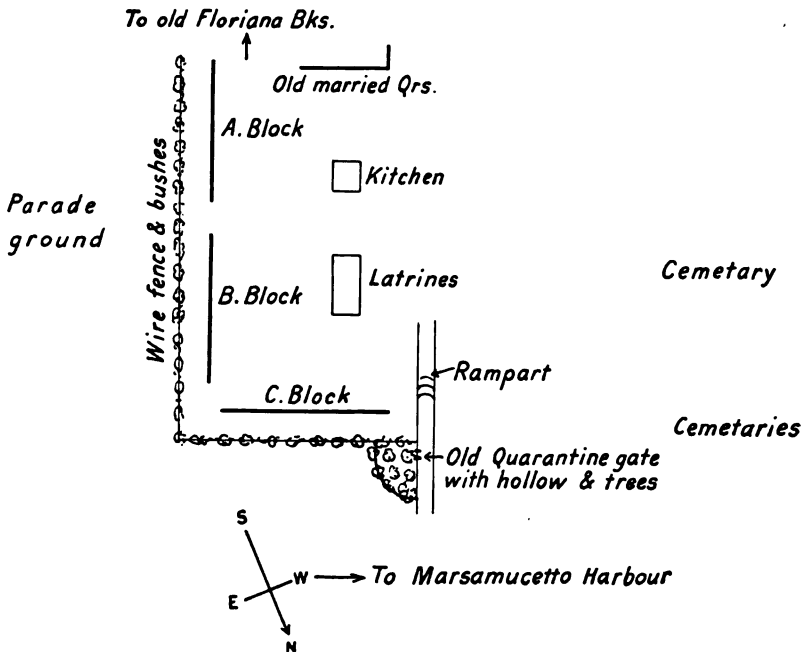 To old Floriana Bks.
Old married Qrs.
A. Block
Kitchen
Wire fence & bushes
Parade
ground
Cemetary
B. Block
Latrines
Rampart
C. Block
Cemetaries
Old Quarantine gate
with hollow & trees
S
W
To Marsamucetto Harbour
E
N